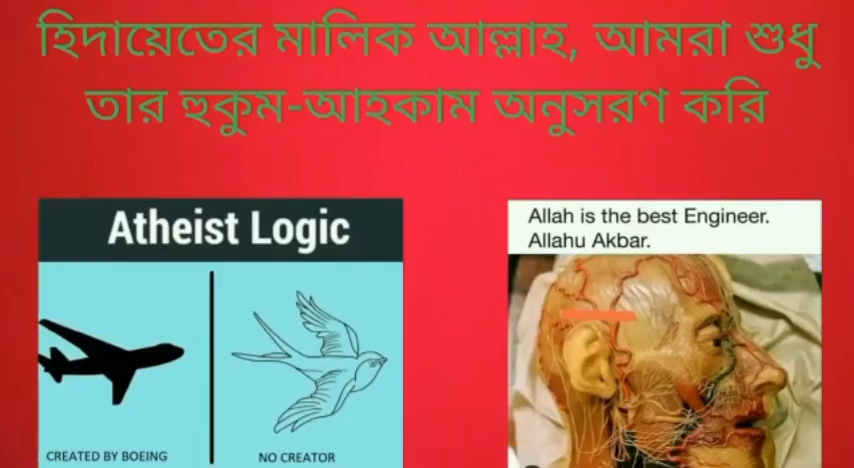 হিদায়েতের মালিক আল্লাহ, আমরা শুধু
তার হুকুম-আহকাম অনুসরণ করি
Atheist Logic
CREATED BY BOEING
NO CREATOR
Allah is the best Engineer.
Allahu Akbar.